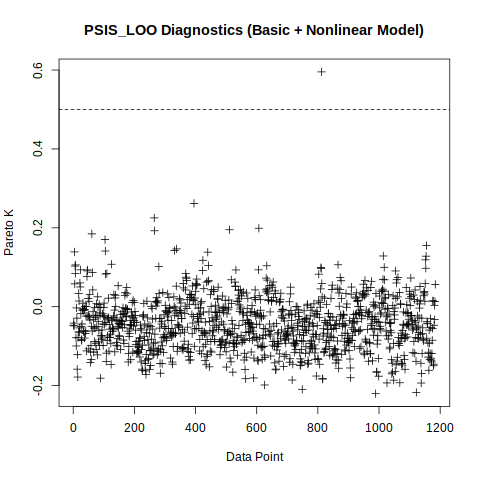 PSIS_LOO Diagnostics (Basic + Nonlinear Model)
Pareto K
0.6
0.4
0.2
0.0
-0.2
0 200 400 600 800 1000 1200
Data Point